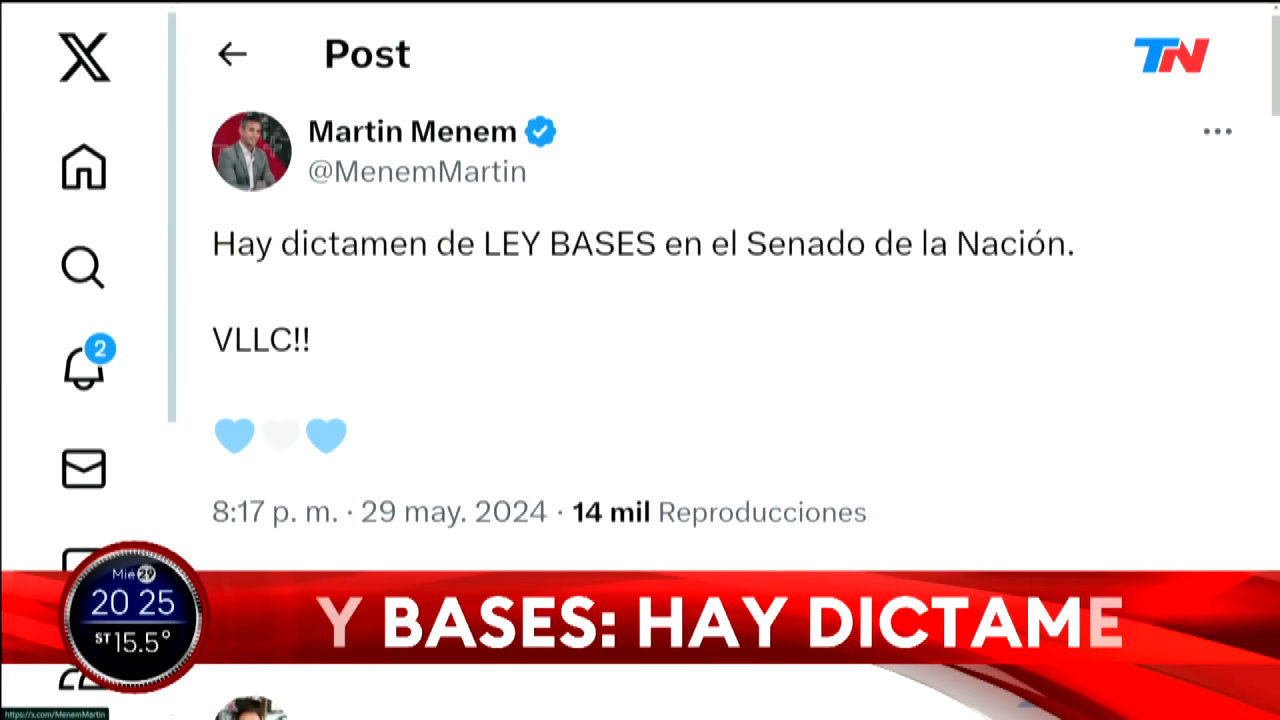 Post
TN
Martin Menem
@MenemMartin
Hay dictamen de LEY BASES en el Senado de la Nación.
VLLC!!
2
8:17 p. m. · 29 may. 2024 · 14 mil Reproducciones
Mié 29
20 25
ST 15.5°
Y BASES: HAY DICTAME
https://x.com/MenemMartin